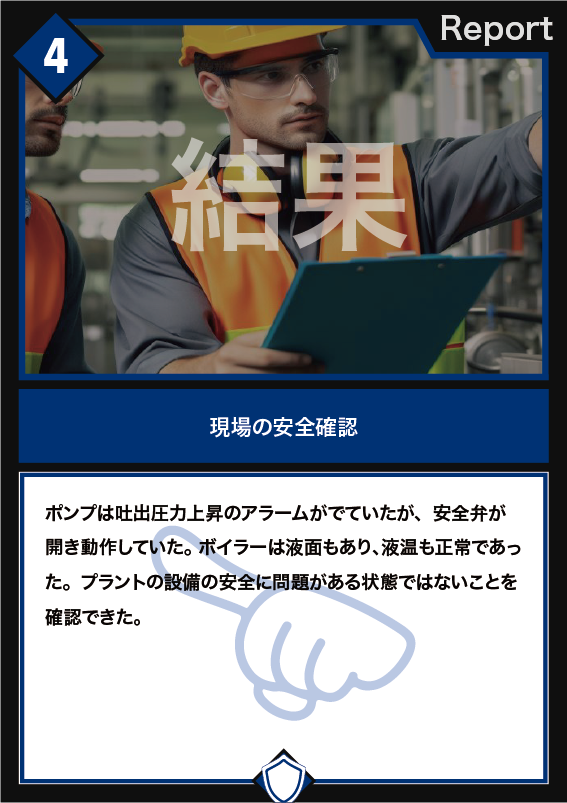 4
Report
結果
現場の安全確認
ポンプは吐出圧力上昇のアラームがでていたが、安全弁が
開き動作していた。ボイラーは液面もあり、液温も正常であっ
た。プラントの設備の安全に問題がある状態ではないことを
確認できた。